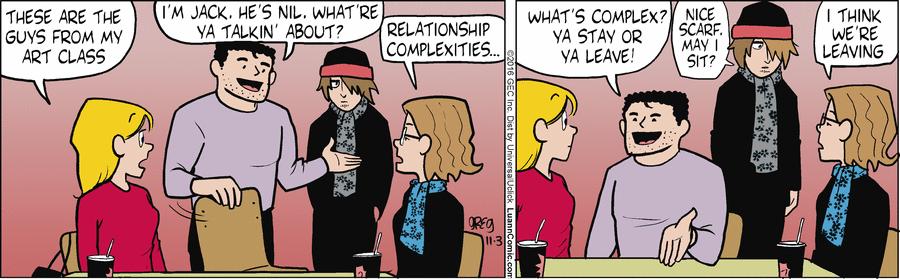 THESE ARE THE
GUYS FROM MY
ART CLASS
I'M JACK. HE'S NIL. WHAT'RE
YA TALKIN' ABOUT?
RELATIONSHIP
COMPLEXITIES...
GREG
11.3
©2016 GEC Inc. Dist by UniversalUclick LuannComic.com
WHAT'S COMPLEX?
YA STAY OR
YA LEAVE!
NICE
SCARF.
MAY I
SIT?
I THINK
WE'RE
LEAVING